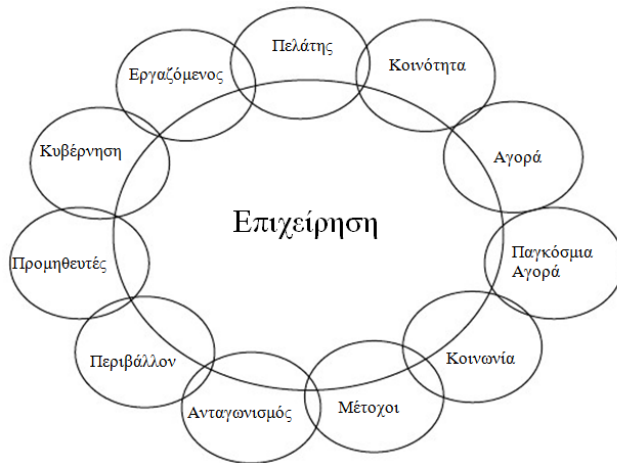 Πελάτης
Κοινότητα
Εργαζόμενος
Αγορά
Κυβέρνηση
Επιχείρηση
Παγκόσμια
Αγορά
Προμηθευτές
Κοινωνία
Περιβάλλον
Μέτοχοι
Ανταγωνισμός